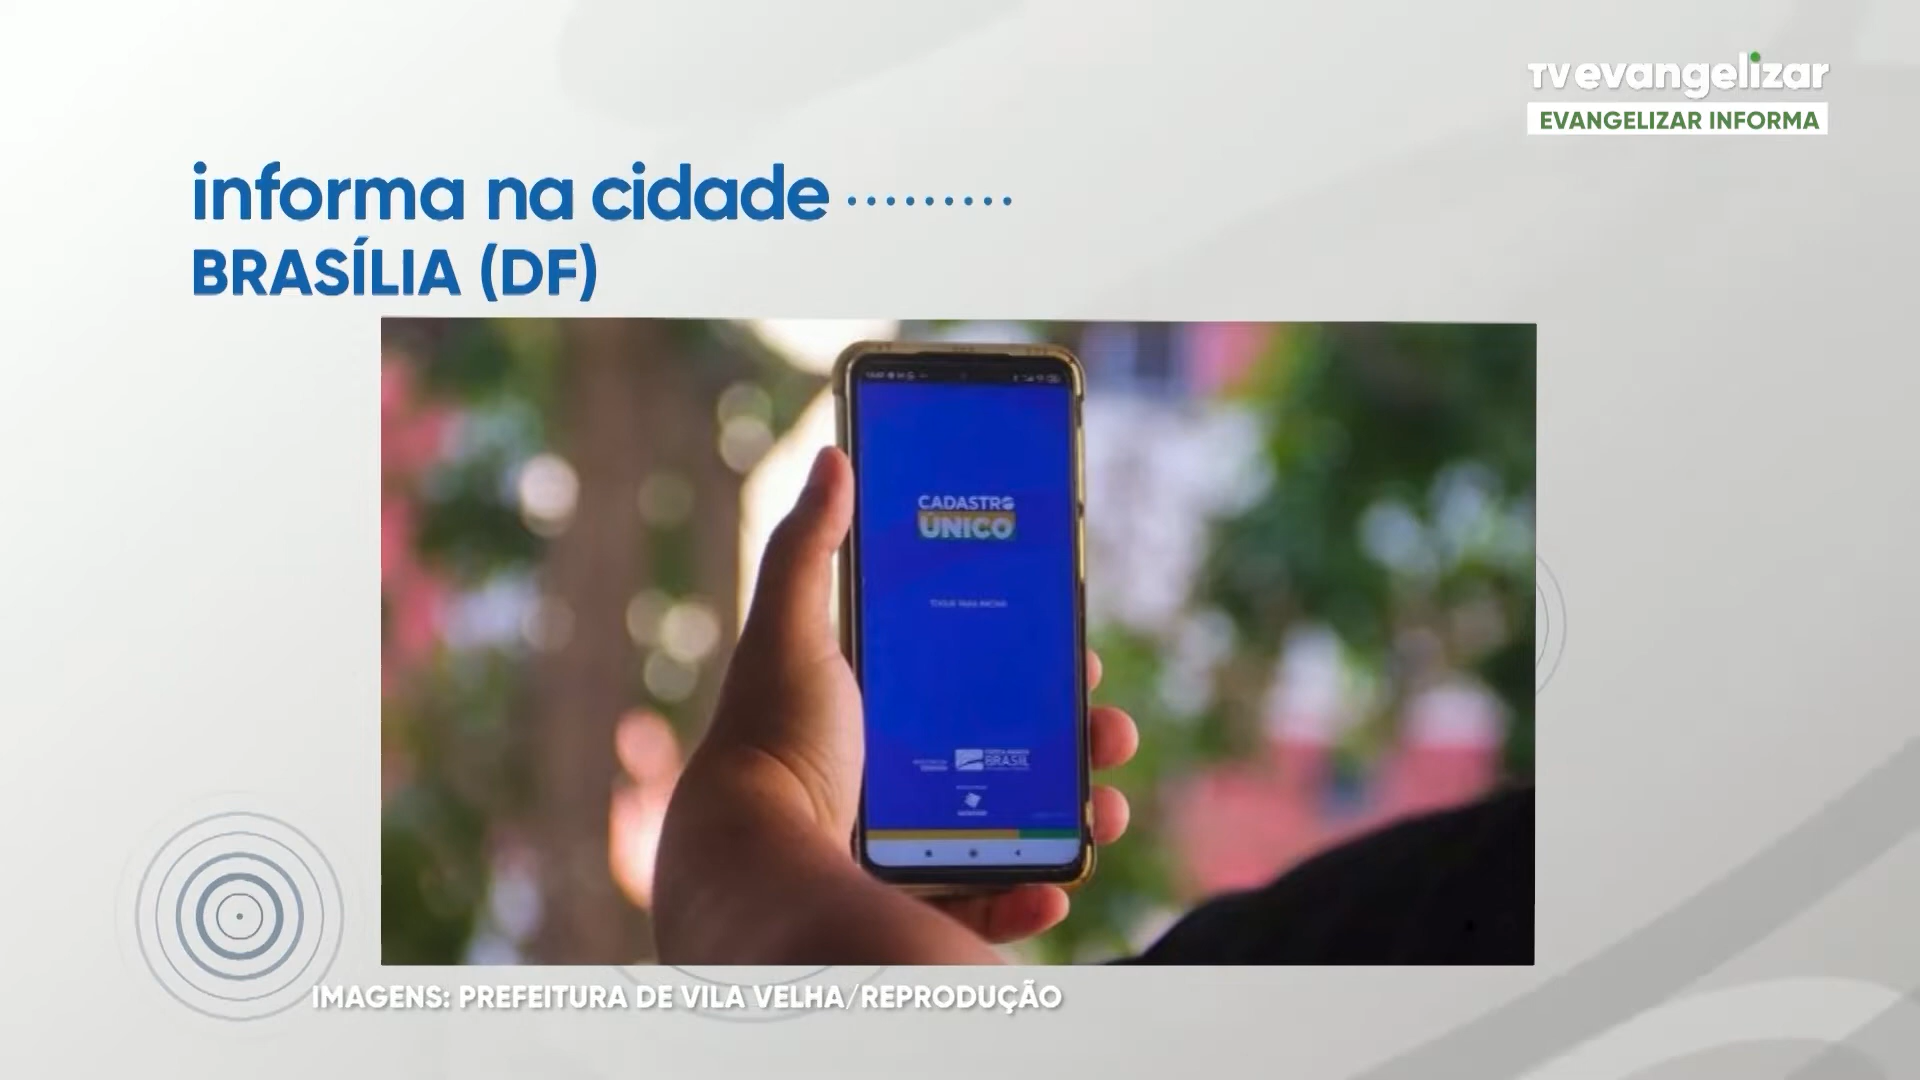 TVevangelizar
EVANGELIZAR INFORMA
informa na cidade
BRASÍLIA (DF)
CADASTRO
ÚNICO
BRASIL
IMAGENS: PREFEITURA DE VILA VELHA/REPRODUÇÃO